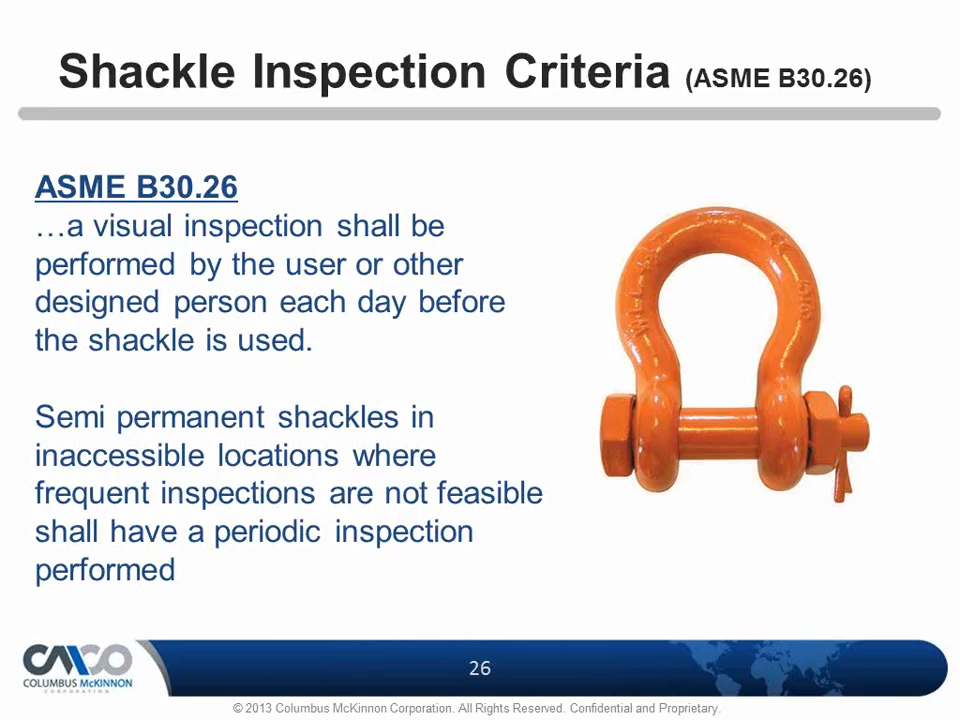 Shackle Inspection Criteria (ASME B30.26)
ASME B30.26
…a visual inspection shall be
performed by the user or other
designed person each day before
the shackle is used.
Semi permanent shackles in
inaccessible locations where
frequent inspections are not feasible
shall have a periodic inspection
performed
CMCO
COLUMBUS McKINNON
CORPORATION
26
© 2013 Columbus McKinnon Corporation. All Rights Reserved. Confidential and Proprietary.